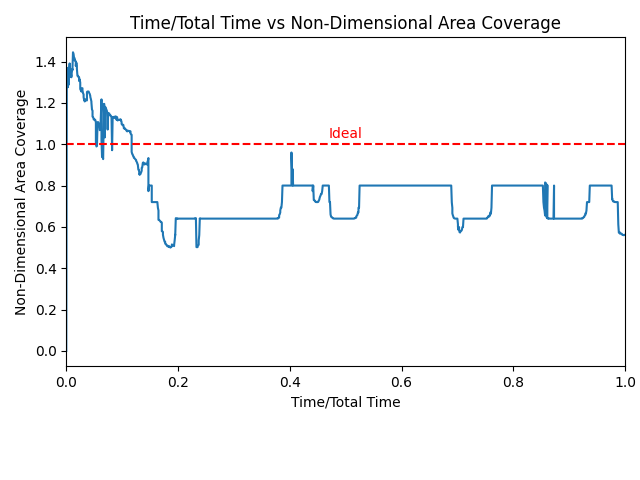 Time/Total Time vs Non-Dimensional Area Coverage
Non-Dimensional Area Coverage
1.4
1.2
1.0
0.8
0.6
0.4
0.2
0.0
Ideal
0.0 0.2 0.4 0.6 0.8 1.0
Time/Total Time